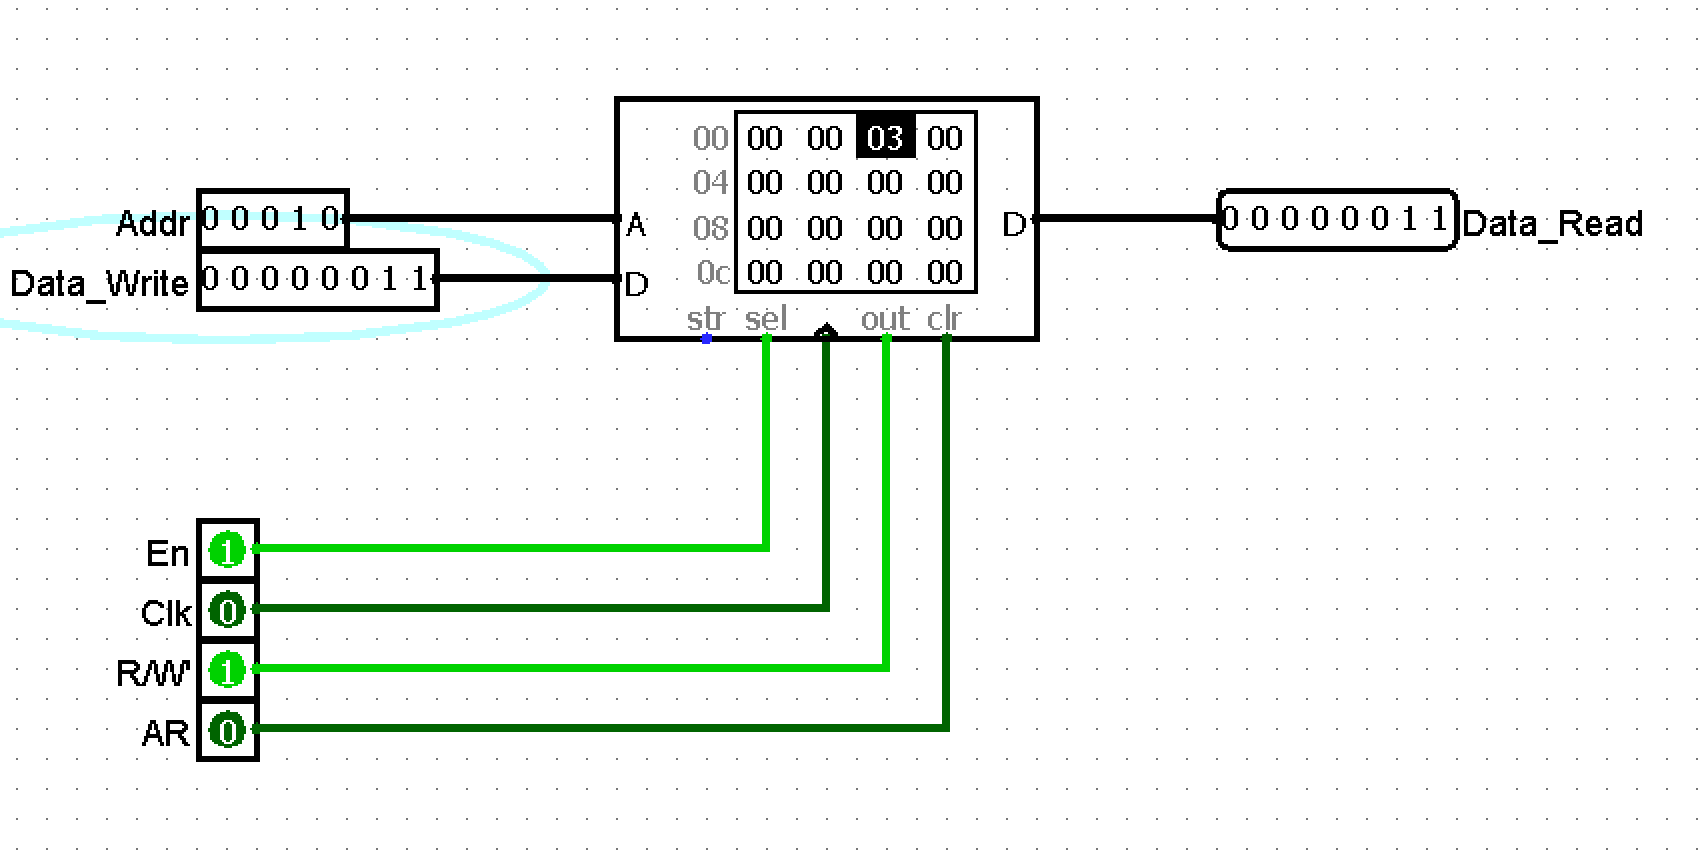 00 00 00 03 00
04 00 00 00 00
Addr 0 0 0 1 0 A 08 00 00 00 00 D 0 0 0 0 0 0 1 1 Data_Read
Data_Write 0 0 0 0 0 0 1 1 D 0c 00 00 00 00
str sel out clr
En 1
Clk 0
R/W' 1
AR 0